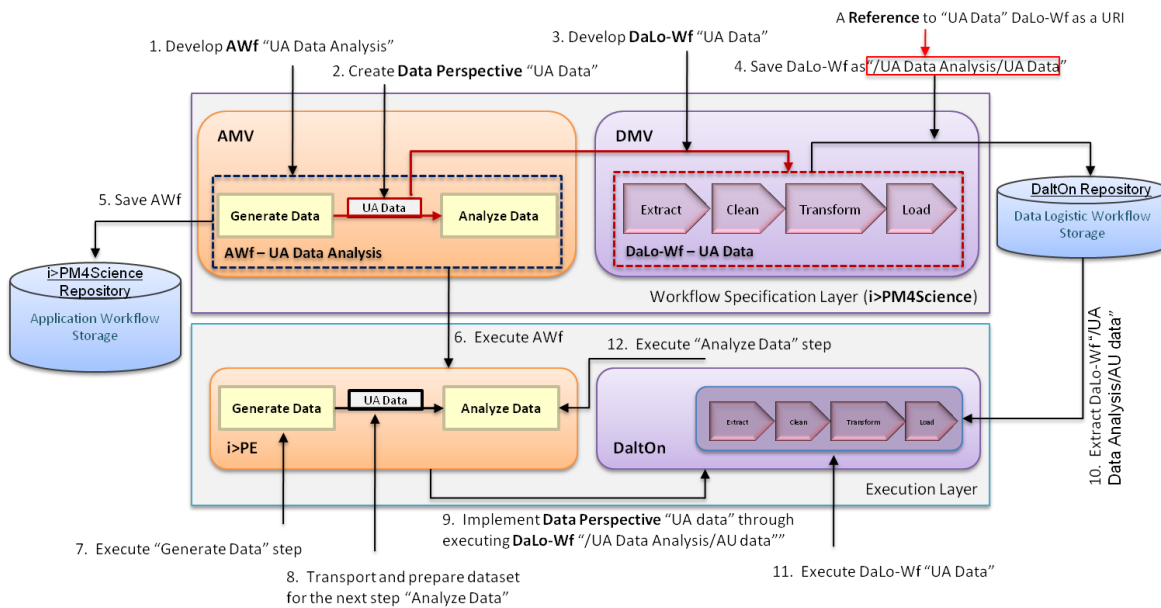 A Reference to “UA Data” DaLo-Wf as a URI
1. Develop AWf “UA Data Analysis”
3. Develop DaLo-Wf “UA Data”
2. Create Data Perspective “UA Data”
4. Save DaLo-Wf as “/UA Data Analysis/UA Data”
AMV
DMV
5. Save AWf
Generate Data
UA Data
Analyze Data
AWf – UA Data Analysis
Extract
Clean
Transform
Load
DaLo-Wf – UA Data
DaltOn Repository
Data Logistic Workflow
Storage
i>PM4Science
Repository
Application Workflow
Storage
Workflow Specification Layer (i>PM4Science)
6. Execute AWf
12. Execute “Analyze Data” step
10. Extract DaLo-Wf “/UA
Data Analysis/AU data”
Generate Data
UA Data
Analyze Data
i>PE
Extract
Clean
Transform
Load
DaltOn
Execution Layer
9. Implement Data Perspective “UA data” through
executing DaLo-Wf “/UA Data Analysis/AU data””
7. Execute “Generate Data” step
8. Transport and prepare dataset
for the next step “Analyze Data”
11. Execute DaLo-Wf “UA Data”